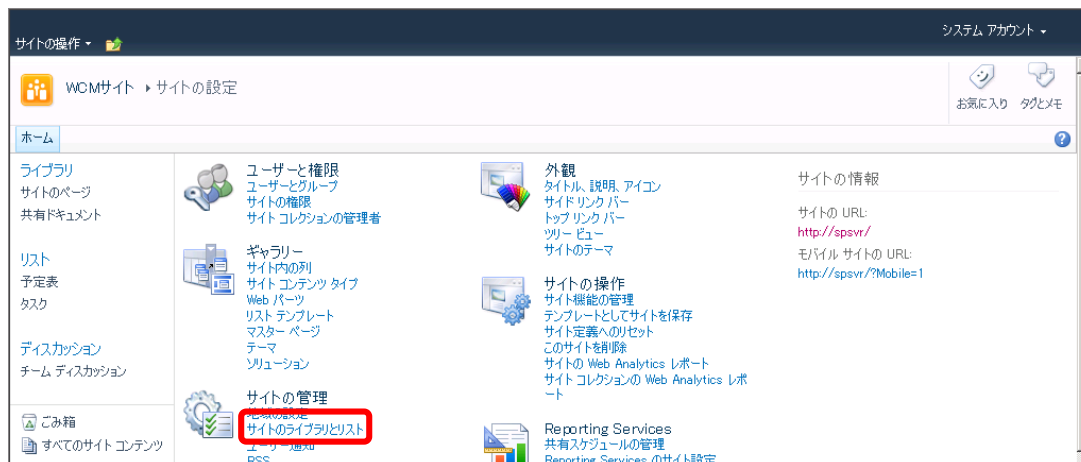 システム アカウント
サイトの操作
WCMサイト ▸ サイトの設定
お気に入り
タグとメモ
ホーム
ライブラリ
サイトのページ
共有ドキュメント
リスト
予定表
タスク
ディスカッション
チーム ディスカッション
ごみ箱
すべてのサイト コンテンツ
ユーザーと権限
ユーザーとグループ
サイトの権限
サイト コレクションの管理者
ギャラリー
サイト内の列
サイト コンテンツ タイプ
Web パーツ
リスト テンプレート
マスター ページ
テーマ
ソリューション
サイトの管理
地域の設定
サイトのライブラリとリスト
ユーザー通知
RSS
外観
タイトル、説明、アイコン
サイド リンク バー
トップ リンク バー
ツリー ビュー
サイトのテーマ
サイトの操作
サイト機能の管理
テンプレートとしてサイトを保存
サイト定義へのリセット
このサイトを削除
サイトの Web Analytics レポート
サイト コレクションの Web Analytics レポ
ート
Reporting Services
共有スケジュールの管理
Reporting Services のサイト設定
サイトの情報
サイトの URL:
http://spsvr/
モバイル サイトの URL:
http://spsvr/?Mobile=1